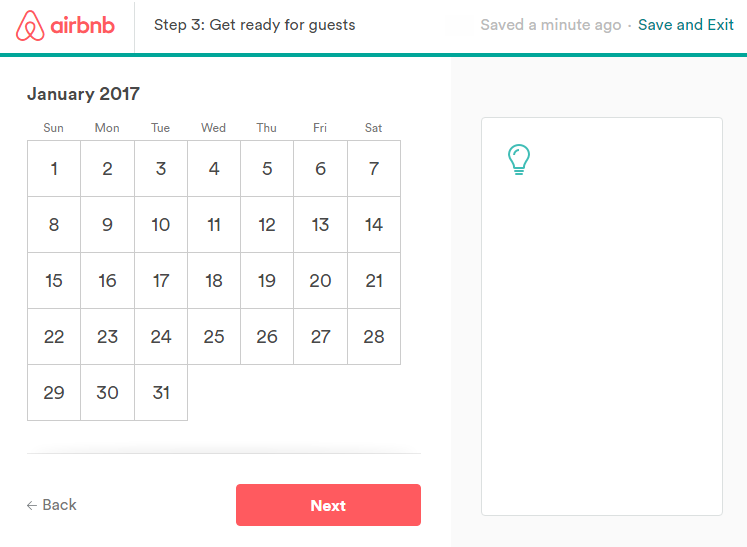 airbnb
Step 3: Get ready for guests
Saved a minute ago · Save and Exit
January 2017
Sun Mon Tue Wed Thu Fri Sat
1 2 3 4 5 6 7
8 9 10 11 12 13 14
15 16 17 18 19 20 21
22 23 24 25 26 27 28
29 30 31
← Back
Next